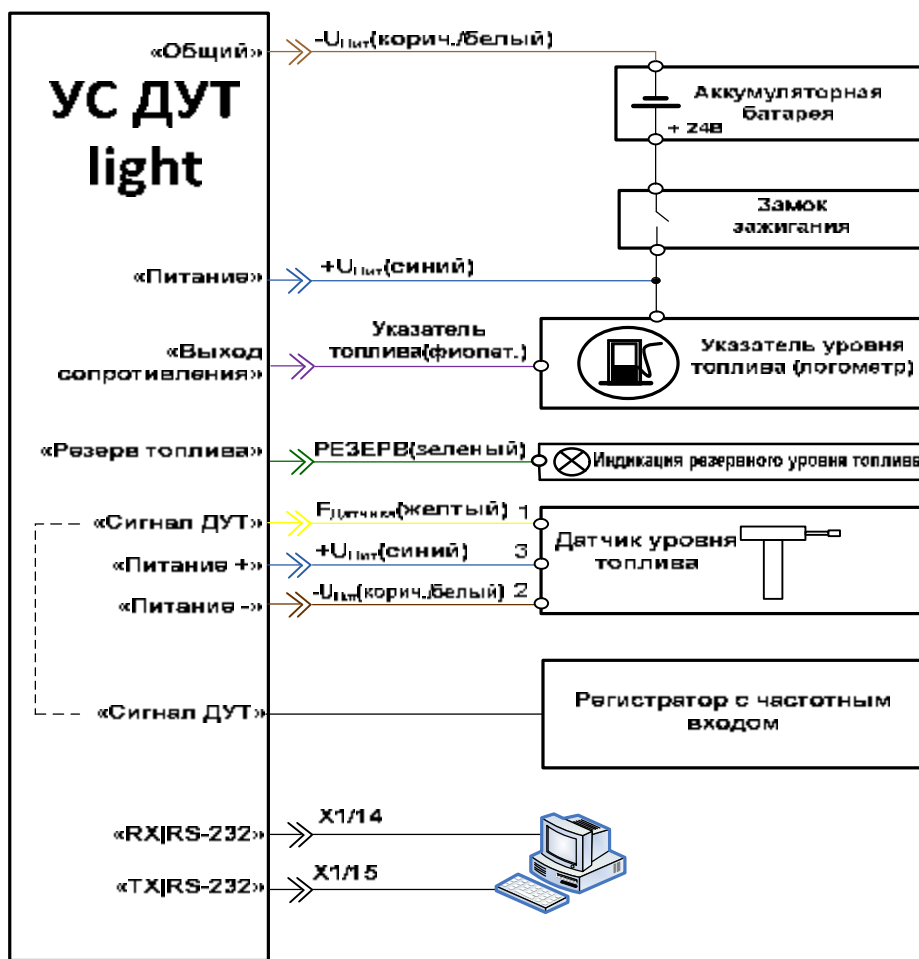 «Общий»
-UПит(корич./белый)
УС ДУТ
light
Аккумуляторная
батарея
+ 24В
Замок
зажигания
«Питание»
+UПит(синий)
«Выход
сопротивления»
Указатель
топлива(фиолет.)
Указатель уровня
топлива (логометр)
«Резерв топлива»
РЕЗЕРВ(зеленый)
Индикация резервного уровня топлива
«Сигнал ДУТ»
FДатчика(желтый) 1
«Питание +»
+UПит(синий) 3
«Питание -»
-UПит(корич./белый) 2
Датчик уровня
топлива
«Сигнал ДУТ»
Регистратор с частотным
входом
«RX|RS-232»
X1/14
«TX|RS-232»
X1/15